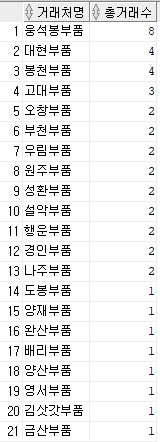 거래처명 총거래수
1 웅석봉부품 8
2 대현부품 4
3 봉천부품 4
4 고대부품 3
5 오창부품 2
6 부천부품 2
7 우림부품 2
8 원주부품 2
9 성환부품 2
10 설악부품 2
11 행운부품 2
12 경인부품 2
13 나주부품 2
14 도봉부품 1
15 양재부품 1
16 완산부품 1
17 배리부품 1
18 양산부품 1
19 영서부품 1
20 김삿갓부품 1
21 금산부품 1